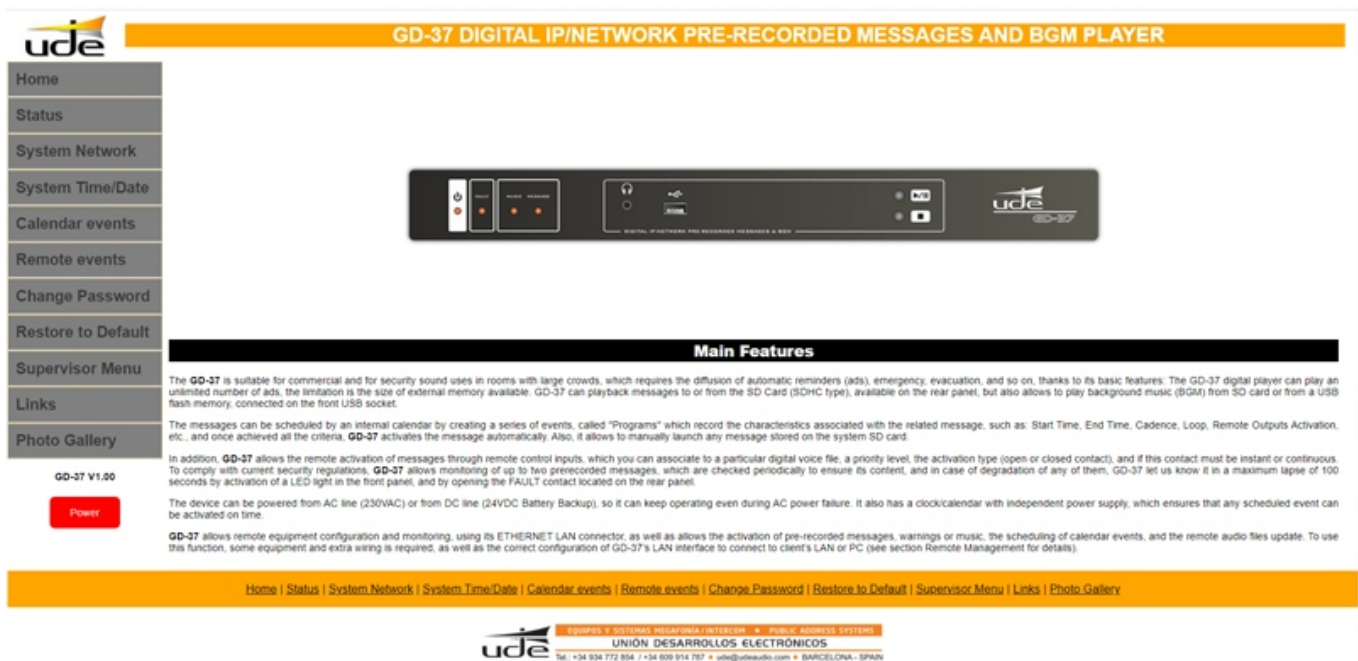 ude
GD-37 DIGITAL IP/NETWORK PRE-RECORDED MESSAGES AND BGM PLAYER
Home
Status
System Network
System Time/Date
Calendar events
Remote events
Change Password
Restore to Default
Supervisor Menu
Links
Photo Gallery
GD-37 V1.00
Power
FAULT MUSIC MESSAGE
DIGITAL IP/NETWORK PRE-RECORDED MESSAGES & BGM
ude
GD-37
Main Features
The GD-37 is suitable for commercial and for security sound uses in rooms with large crowds, which requires the diffusion of automatic reminders (ads), emergency, evacuation, and so on, thanks to its basic features: The GD-37 digital player can play an
unlimited number of ads, the limitation is the size of external memory available. GD-37 can playback messages to or from the SD Card (SDHC type), available on the rear panel, but also allows to play background music (BGM) from SD card or from a USB
flash memory, connected on the front USB socket.
The messages can be scheduled by an internal calendar by creating a series of events, called "Programs" which record the characteristics associated with the related message, such as: Start Time, End Time, Cadence, Loop, Remote Outputs Activation,
etc., and once achieved all the criteria, GD-37 activates the message automatically. Also, it allows to manually launch any message stored on the system SD card.
In addition, GD-37 allows the remote activation of messages through remote control inputs, which you can associate to a particular digital voice file, a priority level, the activation type (open or closed contact), and if this contact must be instant or continuous.
To comply with current security regulations, GD-37 allows monitoring of up to two prerecorded messages, which are checked periodically to ensure its content, and in case of degradation of any of them, GD-37 let us know it in a maximum lapse of 100
seconds by activation of a LED light in the front panel, and by opening the FAULT contact located on the rear panel.
The device can be powered from AC line (230VAC) or from DC line (24VDC Battery Backup), so it can keep operating even during AC power failure. It also has a clock/calendar with independent power supply, which ensures that any scheduled event can
be activated on time.
GD-37 allows remote equipment configuration and monitoring, using its ETHERNET LAN connector, as well as allows the activation of pre-recorded messages, warnings or music, the scheduling of calendar events, and the remote audio files update. To use
this function, some equipment and extra wiring is required, as well as the correct configuration of GD-37's LAN interface to connect to client's LAN or PC (see section Remote Management for details).
Home | Status | System Network | System Time/Date | Calendar events | Remote events | Change Password | Restore to Default | Supervisor Menu | Links | Photo Gallery
ude
EQUIPOS Y SISTEMAS MEGAFONÍA / INTERCOM • PUBLIC ADDRESS SYSTEMS
UNIÓN DESARROLLOS ELECTRÓNICOS
Tel.: +34 934 772 854 / +34 609 914 787 • ude@udeaudio.com • BARCELONA - SPAIN